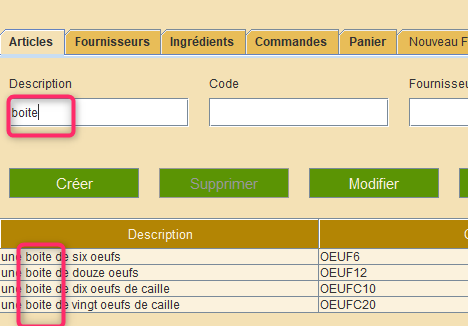 Articles Fournisseurs Ingrédients Commandes Panier Nouveau F
Description Code Fournisseu
boite
Créer Supprimer Modifier
Description
une boite de six oeufs OEUF6
une boite de douze oeufs OEUF12
une boite de dix oeufs de caille OEUFC10
une boite de vingt oeufs de caille OEUFC20